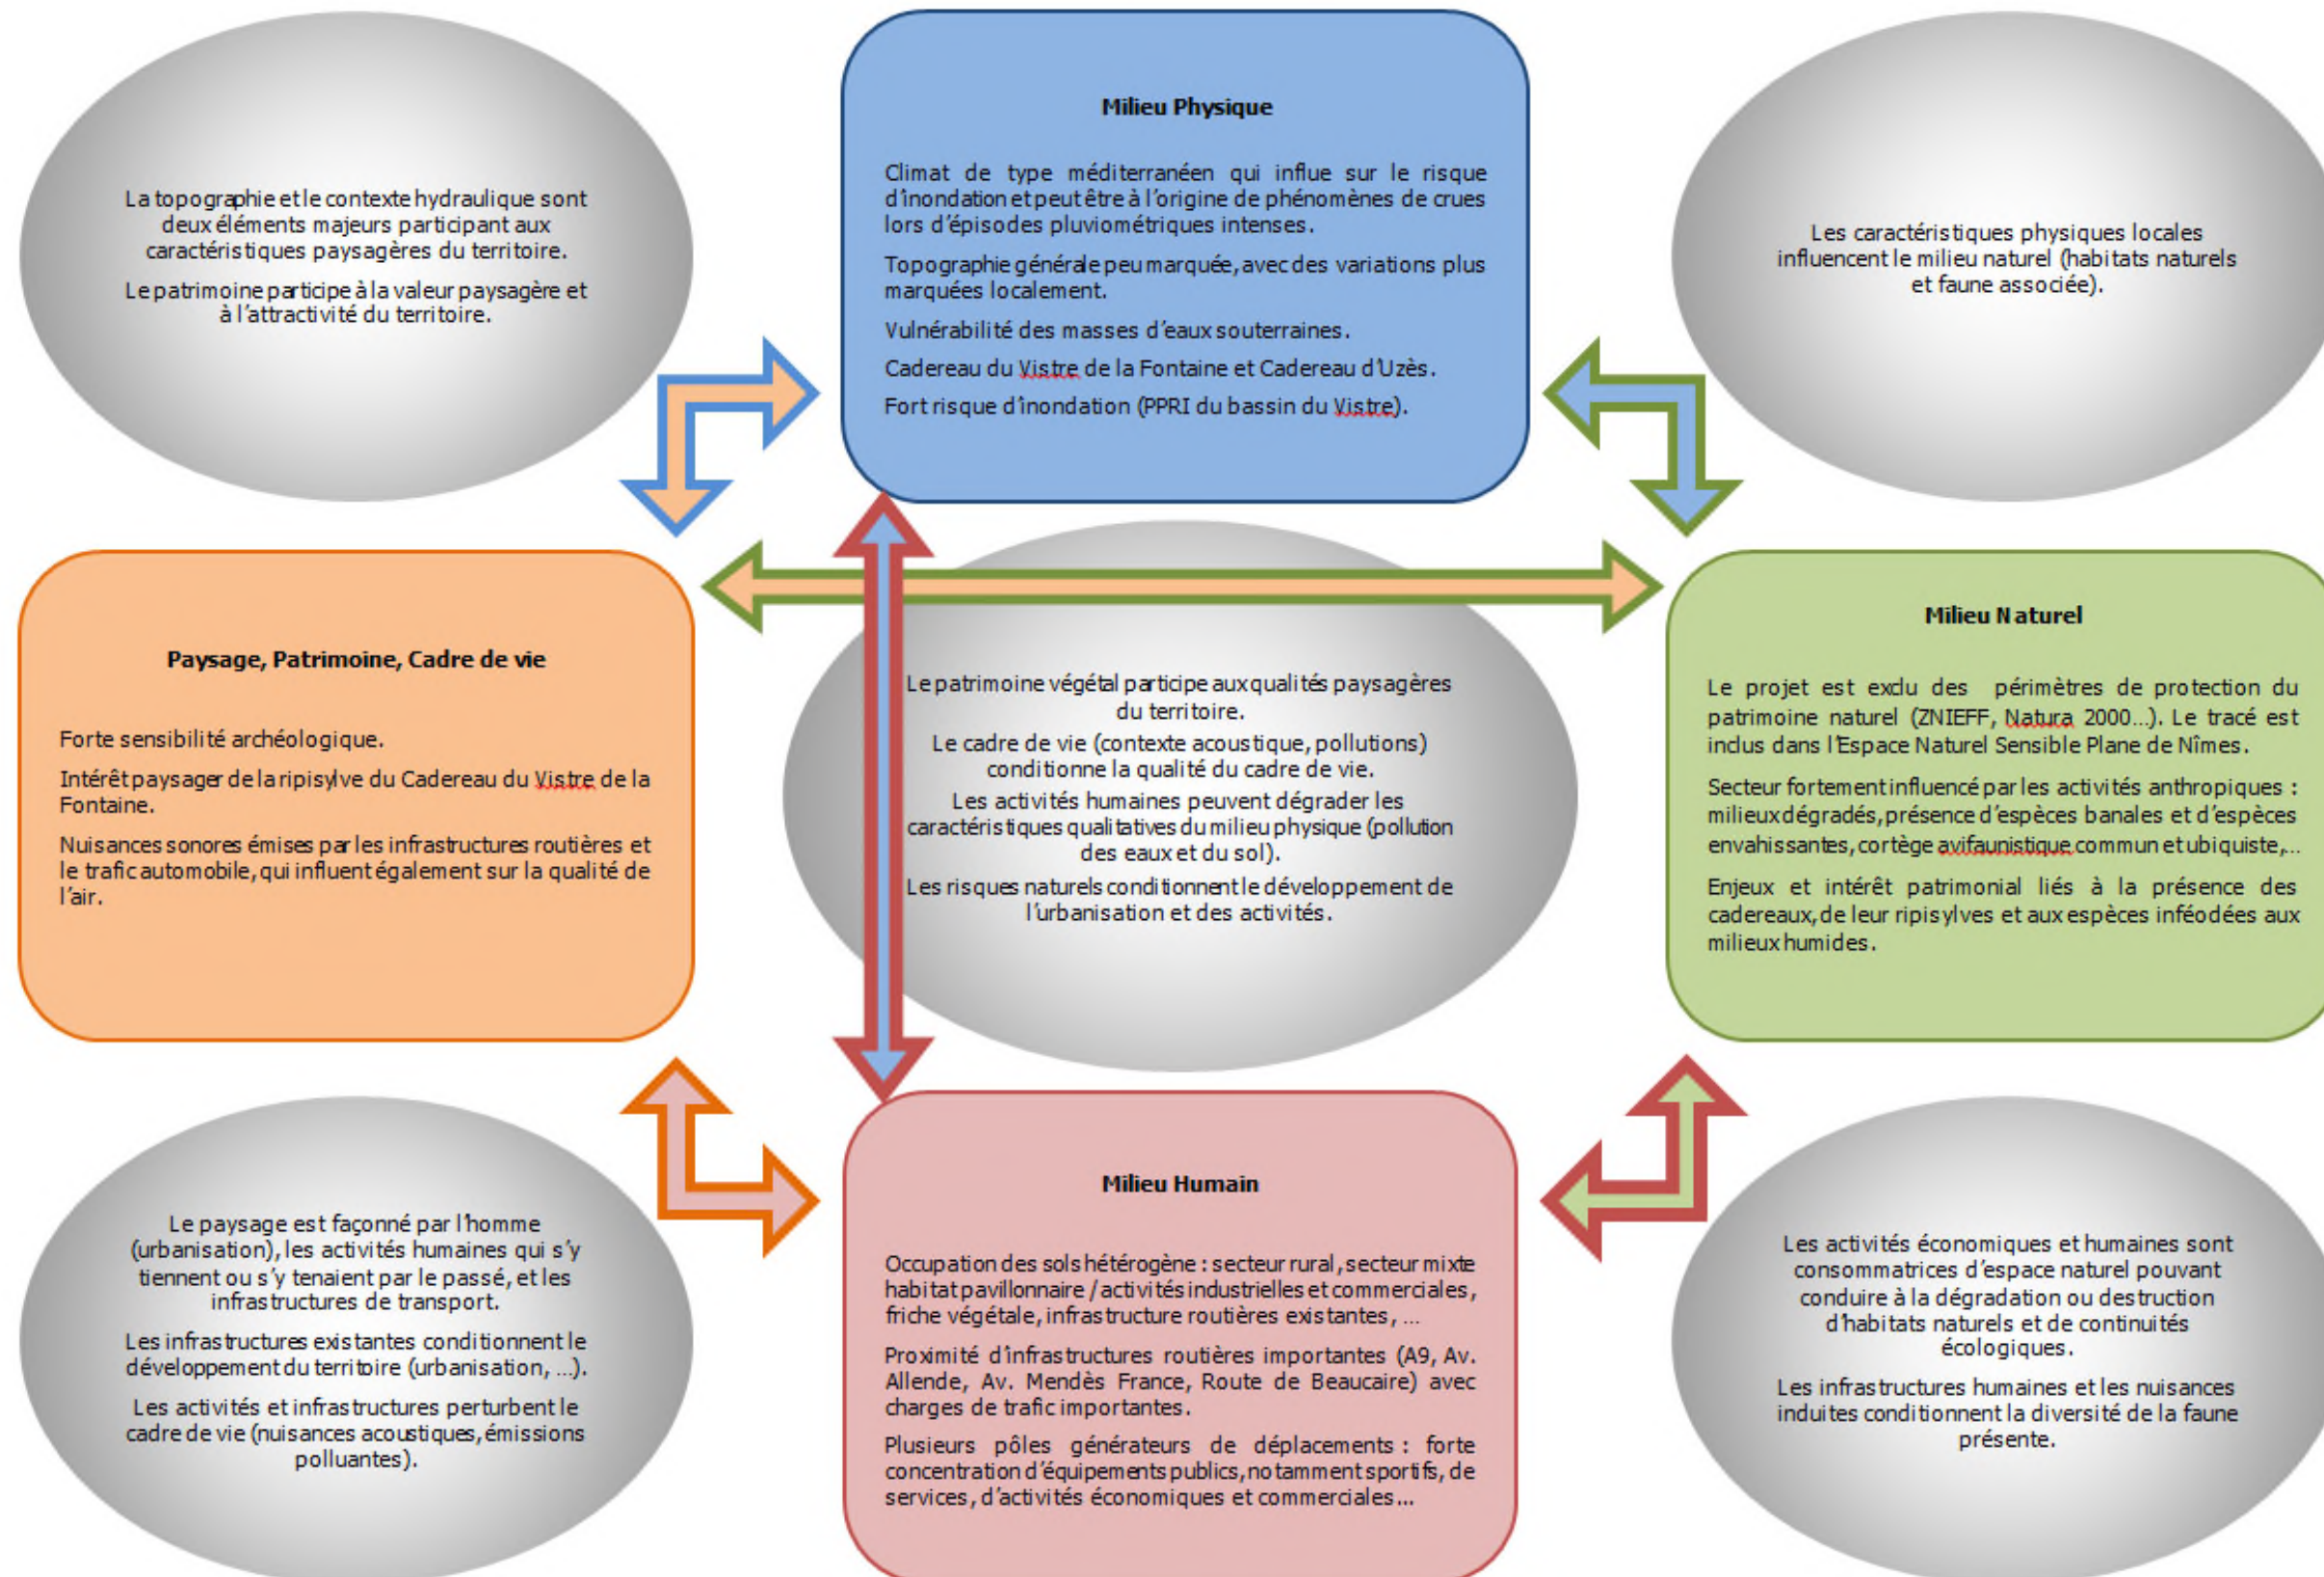 La topographie et le contexte hydraulique sont
deux éléments majeurs participant aux
caractéristiques paysagères du territoire.
Le patrimoine participe à la valeur paysagère et
à l'attractivité du territoire.
Milieu Physique
Climat de type méditerranéen qui influe sur le risque
d'inondation et peut être à l'origine de phénomènes de crues
lors d'épisodes pluviométriques intenses.
Topographie générale peu marquée, avec des variations plus
marquées localement.
Vulnérabilité des masses d'eaux souterraines.
Cadereau du Vistre de la Fontaine et Cadereau d'Uzès.
Fort risque d'inondation (PPRI du bassin du Vistre).
Les caractéristiques physiques locales
influencent le milieu naturel (habitats naturels
et faune associée).
Paysage, Patrimoine, Cadre de vie
Forte sensibilité archéologique.
Intérêt paysager de la ripisylve du Cadereau du Vistre de la
Fontaine.
Nuisances sonores émises par les infrastructures routières et
le trafic automobile, qui influent également sur la qualité de
l'air.
Le patrimoine végétal participe aux qualités paysagères
du territoire.
Le cadre de vie (contexte acoustique, pollutions)
conditionne la qualité du cadre de vie.
Les activités humaines peuvent dégrader les
caractéristiques qualitatives du milieu physique (pollution
des eaux et du sol).
Les risques naturels conditionnent le développement de
l'urbanisation et des activités.
Milieu Naturel
Le projet est exclu des périmètres de protection du
patrimoine naturel (ZNIEFF, Natura 2000...). Le tracé est
inclus dans l'Espace Naturel Sensible Plane de Nîmes.
Secteur fortement influencé par les activités anthropiques :
milieux dégradés, présence d'espèces banales et d'espèces
envahissantes, cortège avifaunistique commun et ubiquiste,...
Enjeux et intérêt patrimonial liés à la présence des
cadereaux, de leur ripisylves et aux espèces inféodées aux
milieux humides.
Le paysage est façonné par l'homme
(urbanisation), les activités humaines qui s'y
tiennent ou s'y tenaient par le passé, et les
infrastructures de transport.
Les infrastructures existantes conditionnent le
développement du territoire (urbanisation, ...).
Les activités et infrastructures perturbent le
cadre de vie (nuisances acoustiques, émissions
polluantes).
Milieu Humain
Occupation des sols hétérogène : secteur rural, secteur mixte
habitat pavillonnaire / activités industrielles et commerciales,
friche végétale, infrastructure routières existantes, ...
Proximité d'infrastructures routières importantes (A9, Av.
Allende, Av. Mendès France, Route de Beaucaire) avec
charges de trafic importantes.
Plusieurs pôles générateurs de déplacements : forte
concentration d'équipements publics, notamment sportifs, de
services, d'activités économiques et commerciales...
Les activités économiques et humaines sont
consommatrices d'espace naturel pouvant
conduire à la dégradation ou destruction
d'habitats naturels et de continuités
écologiques.
Les infrastructures humaines et les nuisances
induites conditionnent la diversité de la faune
présente.